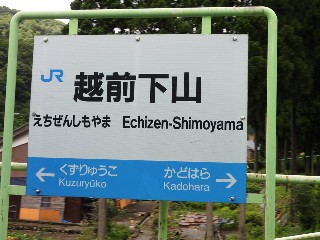 JR 越前下山
えちぜんしもやま Echizen-Shimoyama
← くずりゅうこ かどはら →
Kuzuryūko Kadohara